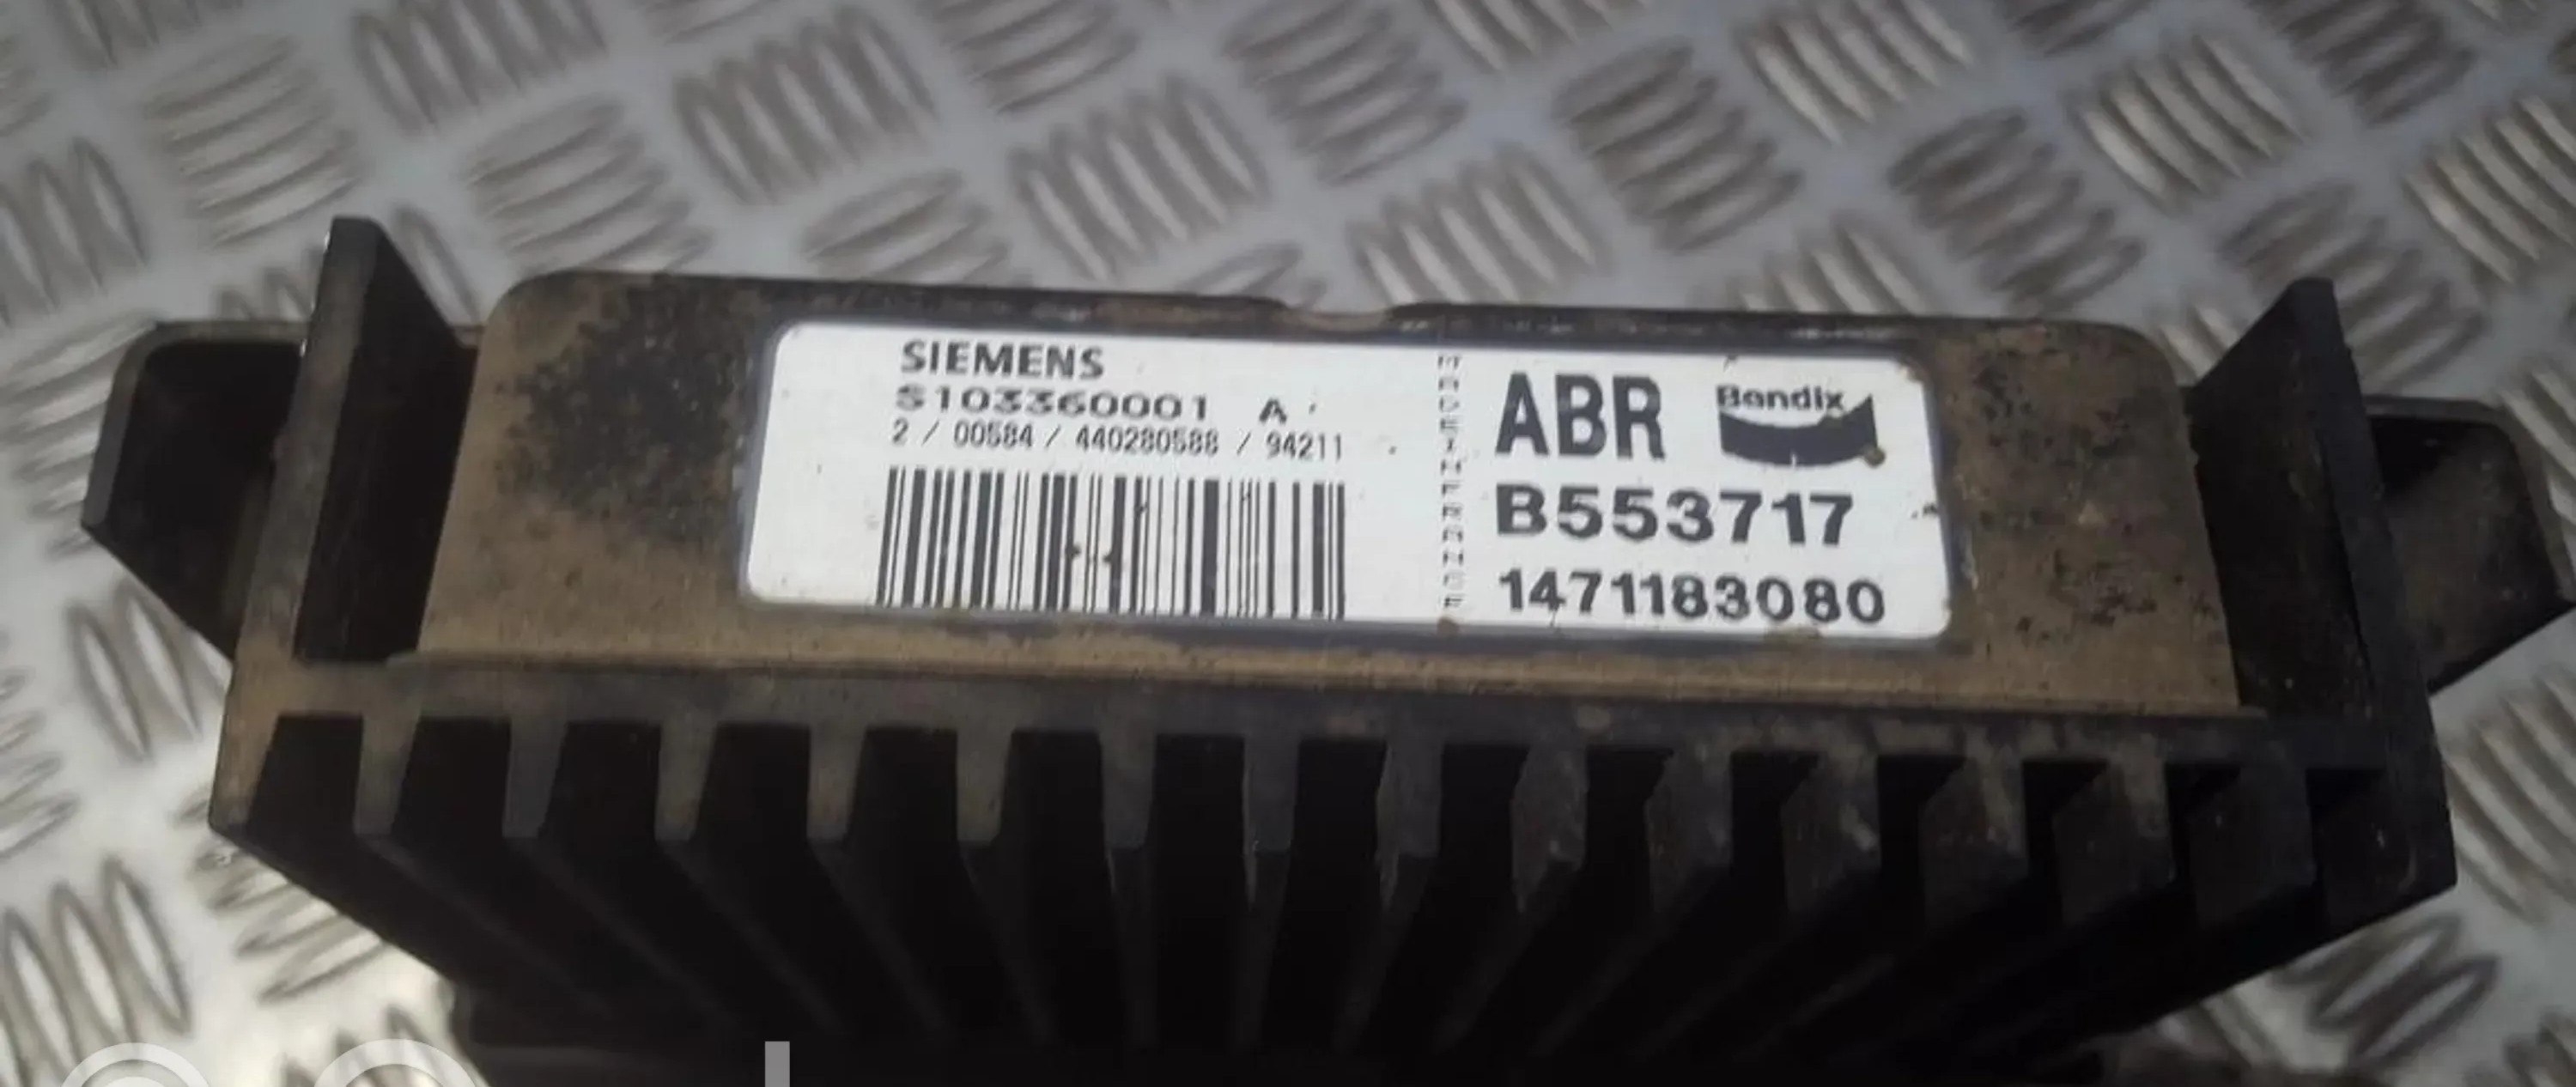 SIEMENS
S103360001 A
2 / 00584 / 440280588 / 94211
MADE IN FRANCE
ABR
Bendix
B553717
1471183080